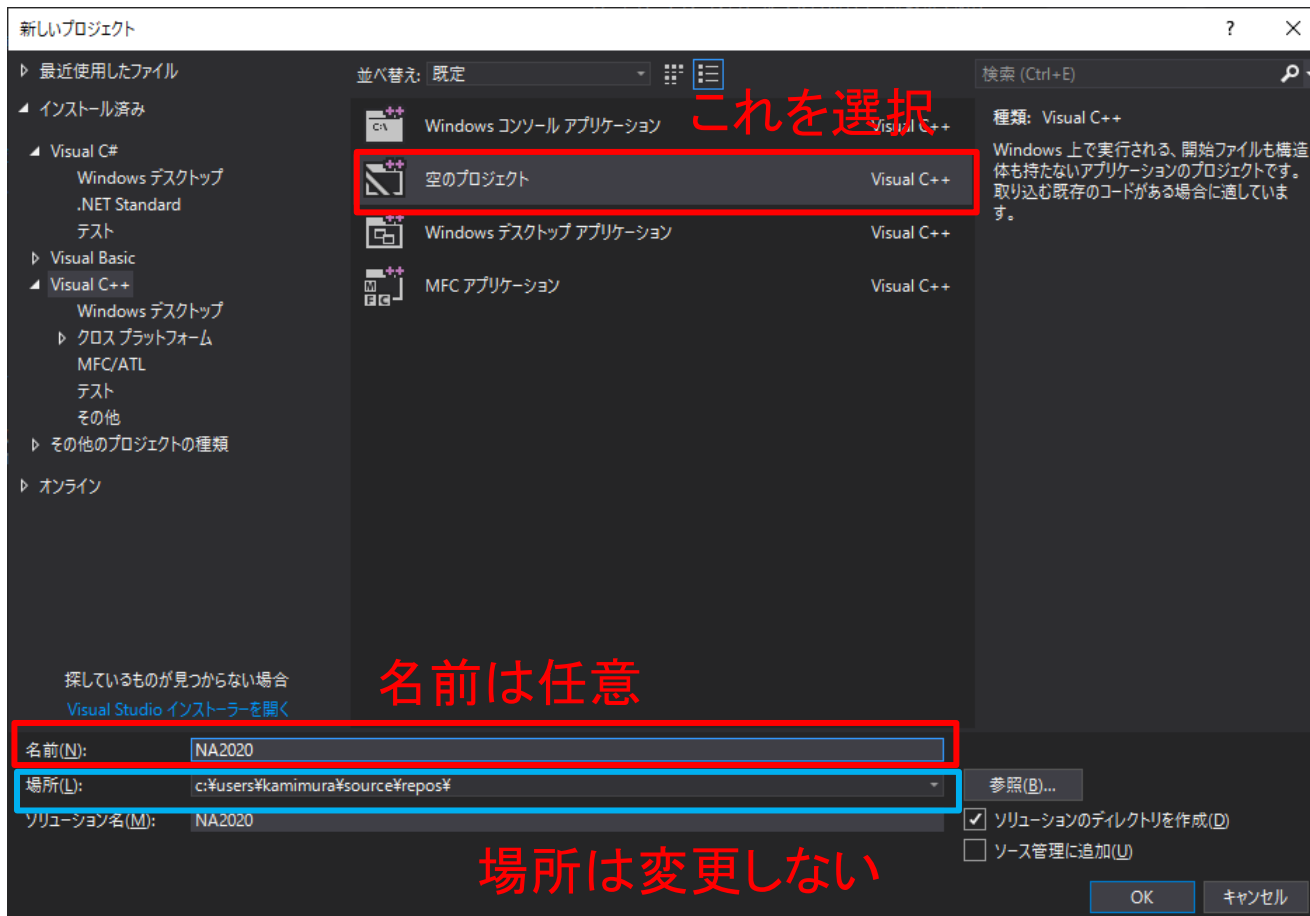 新しいプロジェクト
?
最近使用したファイル
並べ替え: 既定
検索 (Ctrl+E)
インストール済み
Visual C#
Windows デスクトップ
.NET Standard
テスト
Visual Basic
Visual C++
Windows デスクトップ
クロス プラットフォーム
MFC/ATL
テスト
その他
その他のプロジェクトの種類
オンライン
これを選択
Windows コンソール アプリケーション Visual C++
空のプロジェクト Visual C++
Windows デスクトップ アプリケーション Visual C++
MFC アプリケーション Visual C++
種類: Visual C++
Windows 上で実行される、開始ファイルも構造
体も持たないアプリケーションのプロジェクトです。
取り込む既存のコードがある場合に適していま
す。
探しているものが見つからない場合
Visual Studio インストーラーを開く
名前は任意
名前(N): NA2020
場所(L): c:¥users¥kamimura¥source¥repos¥
参照(B)...
ソリューション名(M): NA2020
ソリューションのディレクトリを作成(D)
ソース管理に追加(U)
場所は変更しない
OK
キャンセル